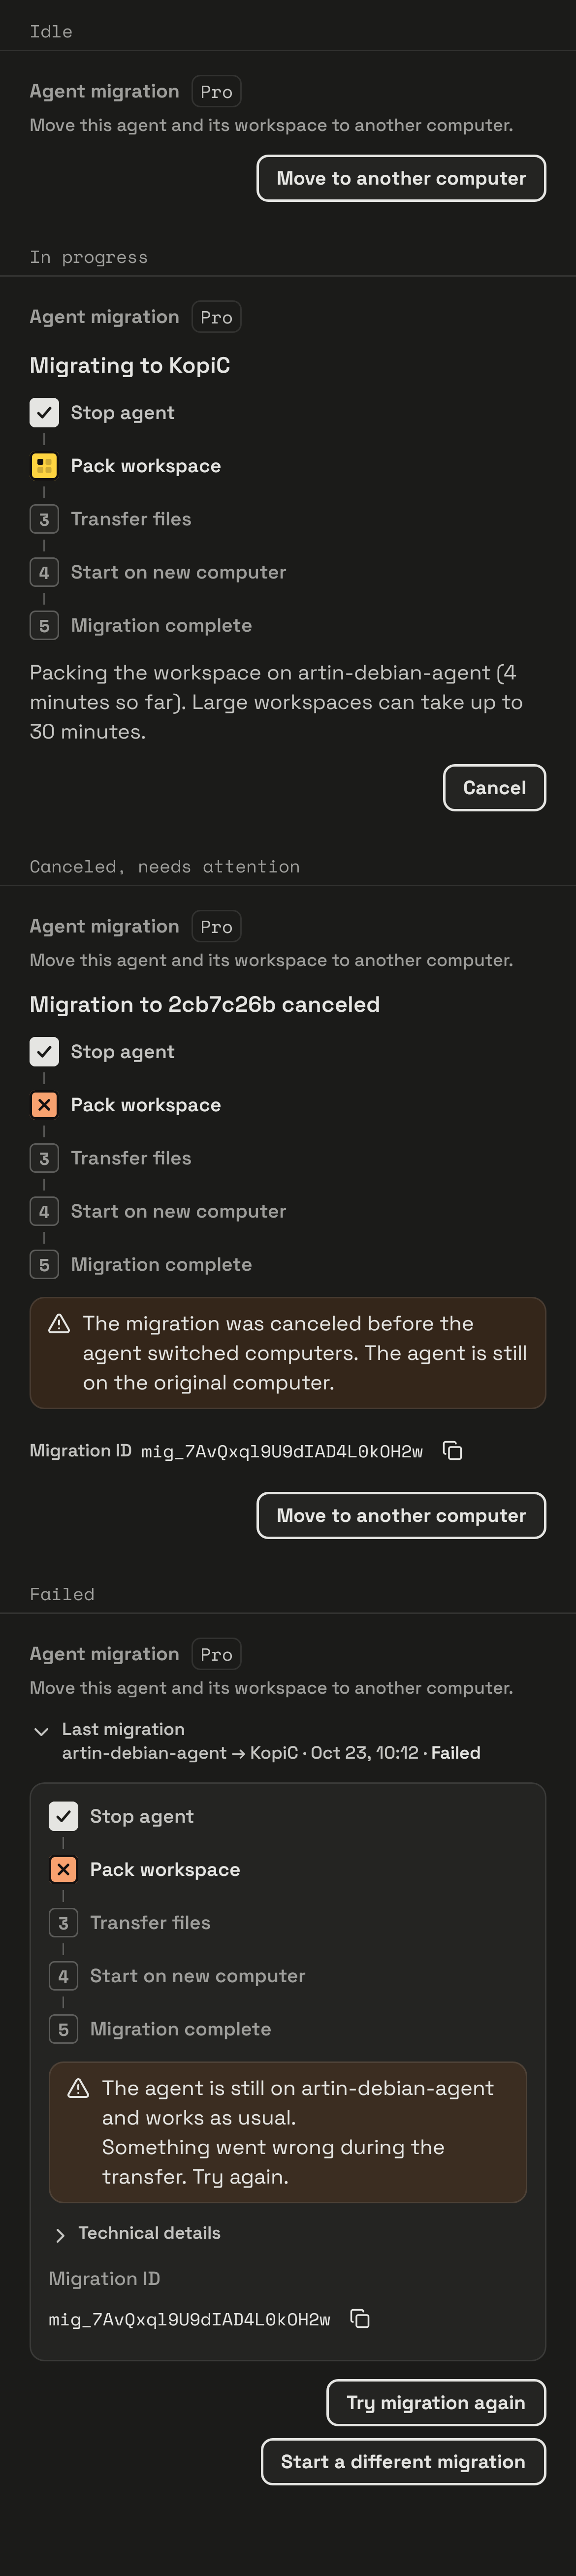 Idle
Agent migration Pro
Move this agent and its workspace to another computer.
Move to another computer
In progress
Agent migration Pro
Migrating to KopiC
Stop agent
Pack workspace
3 Transfer files
4 Start on new computer
5 Migration complete
Packing the workspace on artin-debian-agent (4
minutes so far). Large workspaces can take up to
30 minutes.
Cancel
Canceled, needs attention
Agent migration Pro
Move this agent and its workspace to another computer.
Migration to 2cb7c26b canceled
Stop agent
Pack workspace
3 Transfer files
4 Start on new computer
5 Migration complete
The migration was canceled before the
agent switched computers. The agent is still
on the original computer.
Migration ID mig_7AvQxql9U9dIAD4L0kOH2w
Move to another computer
Failed
Agent migration Pro
Move this agent and its workspace to another computer.
Last migration
artin-debian-agent → KopiC · Oct 23, 10:12 · Failed
Stop agent
Pack workspace
3 Transfer files
4 Start on new computer
5 Migration complete
The agent is still on artin-debian-agent
and works as usual.
Something went wrong during the
transfer. Try again.
Technical details
Migration ID
mig_7AvQxql9U9dIAD4L0kOH2w
Try migration again
Start a different migration